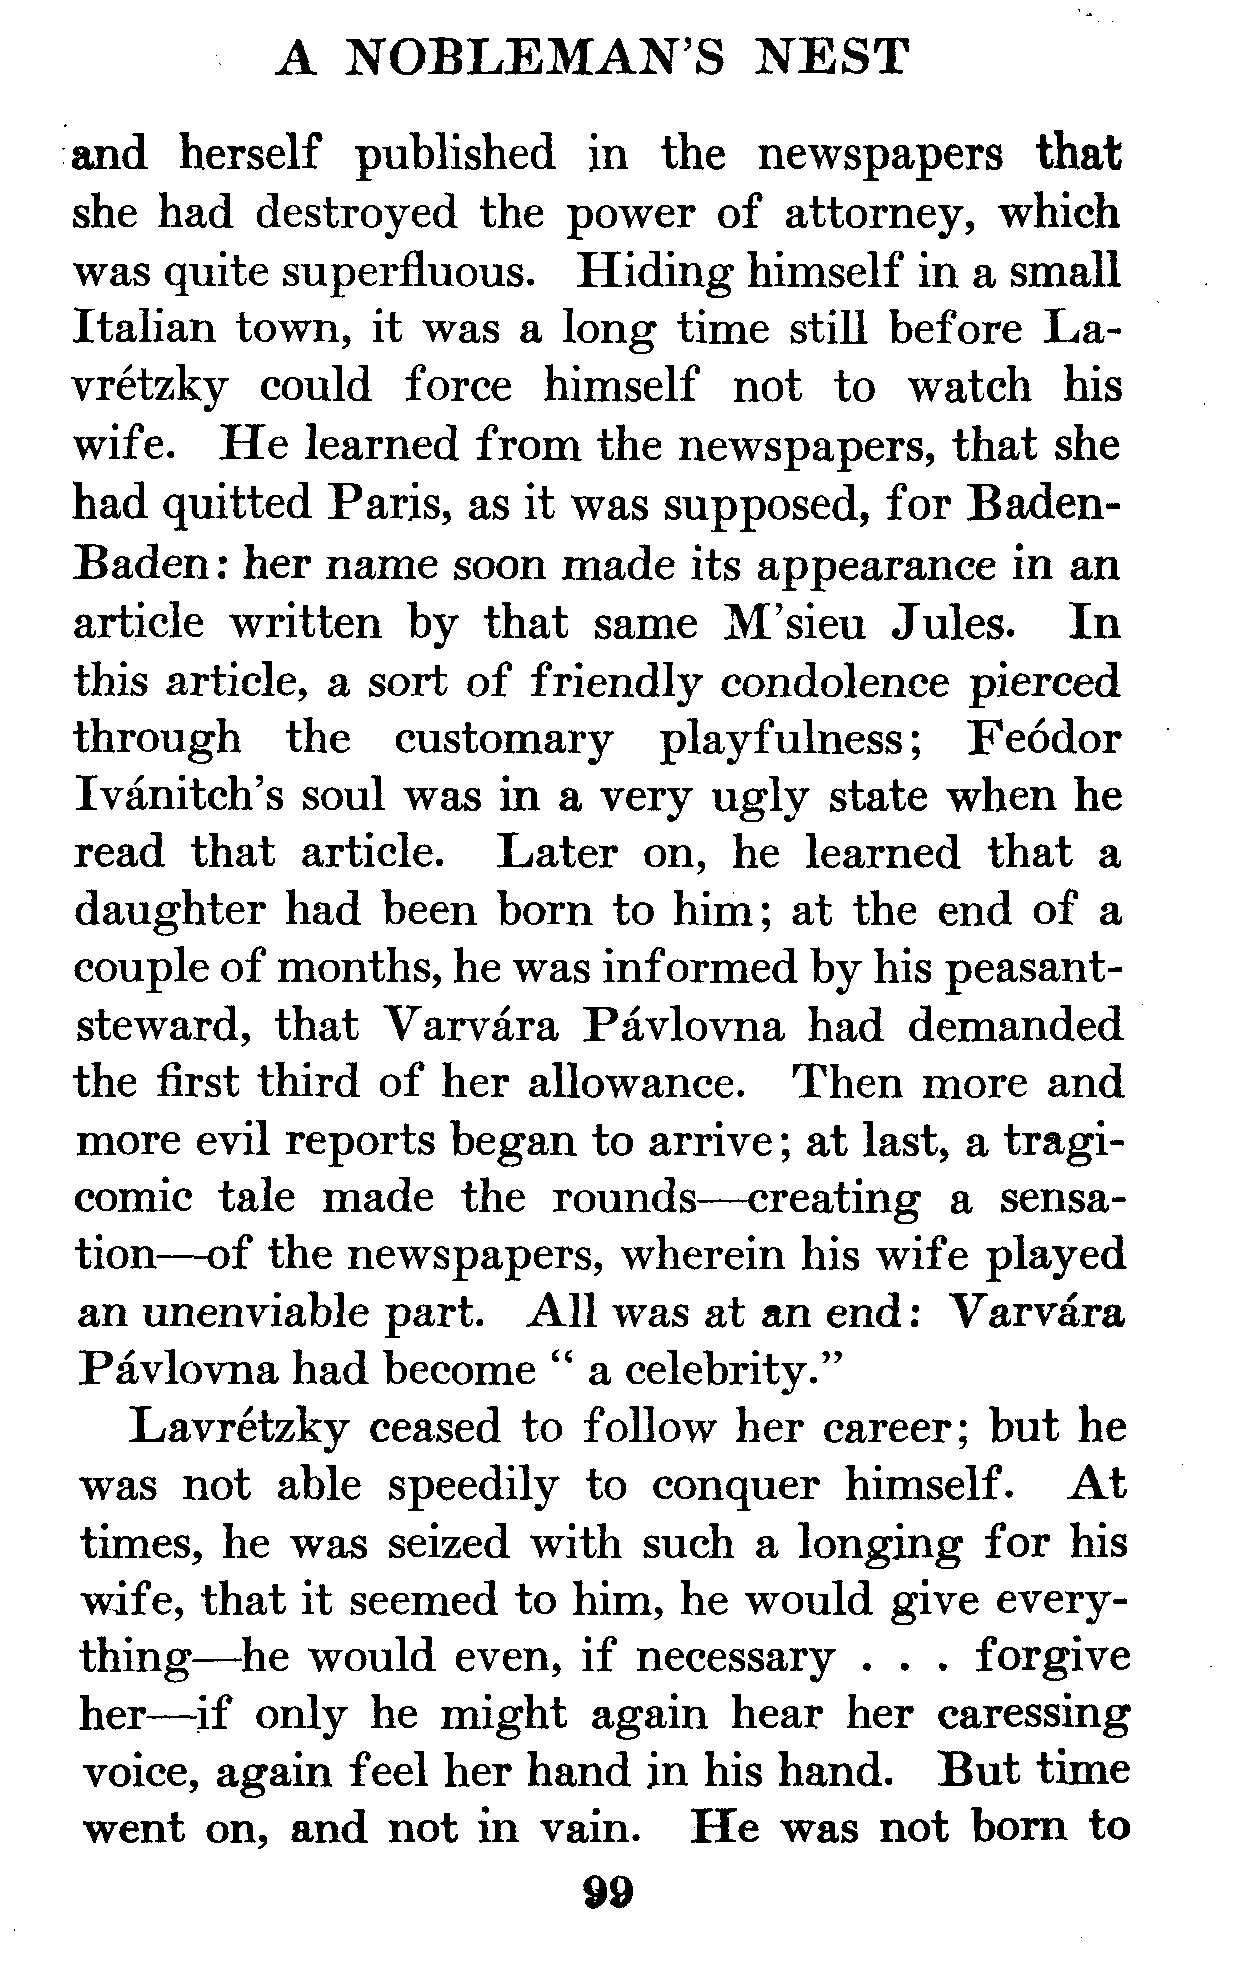 A NOBLEMAN'S NEST
and herself published in the newspapers that
she had destroyed the power of attorney, which
was quite superfluous. Hiding himself in a small
Italian town, it was a long time still before La-
vrétzky could force himself not to watch his
wife. He learned from the newspapers, that she
had quitted Paris, as it was supposed, for Baden-
Baden: her name soon made its appearance in an
article written by that same M'sieu Jules. In
this article, a sort of friendly condolence pierced
through the customary playfulness; Feódor
Ivánitch's soul was in a very ugly state when he
read that article. Later on, he learned that a
daughter had been born to him; at the end of a
couple of months, he was informed by his peasant-
steward, that Varvára Pávlovna had demanded
the first third of her allowance. Then more and
more evil reports began to arrive; at last, a tragi-
comic tale made the rounds—creating a sensa-
tion—of the newspapers, wherein his wife played
an unenviable part. All was at an end: Varvára
Pávlovna had become " a celebrity."
Lavrétzky ceased to follow her career; but he
was not able speedily to conquer himself. At
times, he was seized with such a longing for his
wife, that it seemed to him, he would give every-
thing—he would even, if necessary . . . forgive
her—if only he might again hear her caressing
voice, again feel her hand in his hand. But time
went on, and not in vain. He was not born to
99